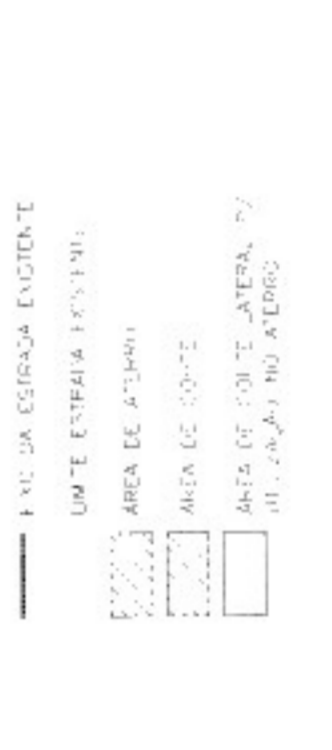 EIXO DA ESTRADA EXISTENTE
LIMITE ESTRADA EXISTENTE
ÁREA DE ATERRO
ÁREA DE CORTE
ÁREA DE CORTE LATERAL P/
UTILIZAÇÃO NO ATERRO